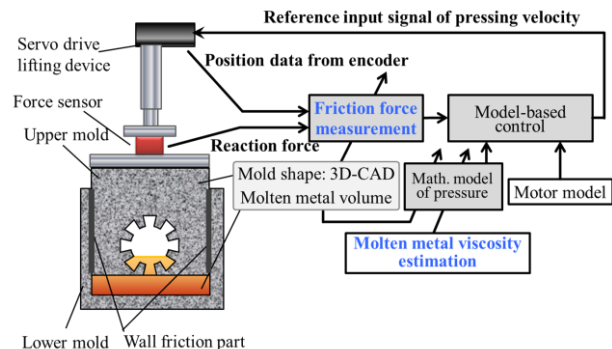 Reference input signal of pressing velocity
Servo drive
lifting device
Position data from encoder
Force sensor
Friction force
measurement
Model-based
control
Upper mold
Reaction force
Mold shape: 3D-CAD
Molten metal volume
Math. model
of pressure
Motor model
Molten metal viscosity
estimation
Lower mold
Wall friction part